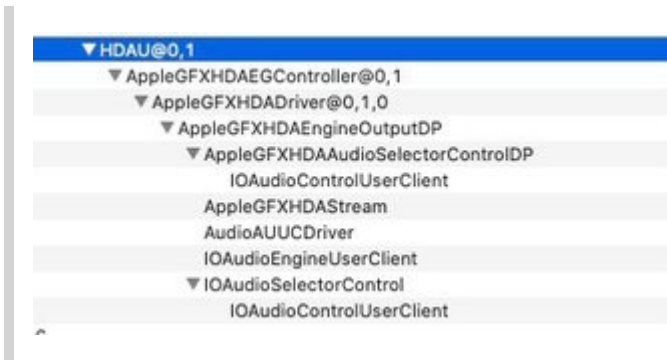 HDAU@0,1
AppleGFXHDAEGController@0,1
AppleGFXHDADriver@0,1,0
AppleGFXHDAEngineOutputDP
AppleGFXHDAAudioSelectorControlDP
IOAudioControlUserClient
AppleGFXHDAStream
AudioAUUCDriver
IOAudioEngineUserClient
IOAudioSelectorControl
IOAudioControlUserClient